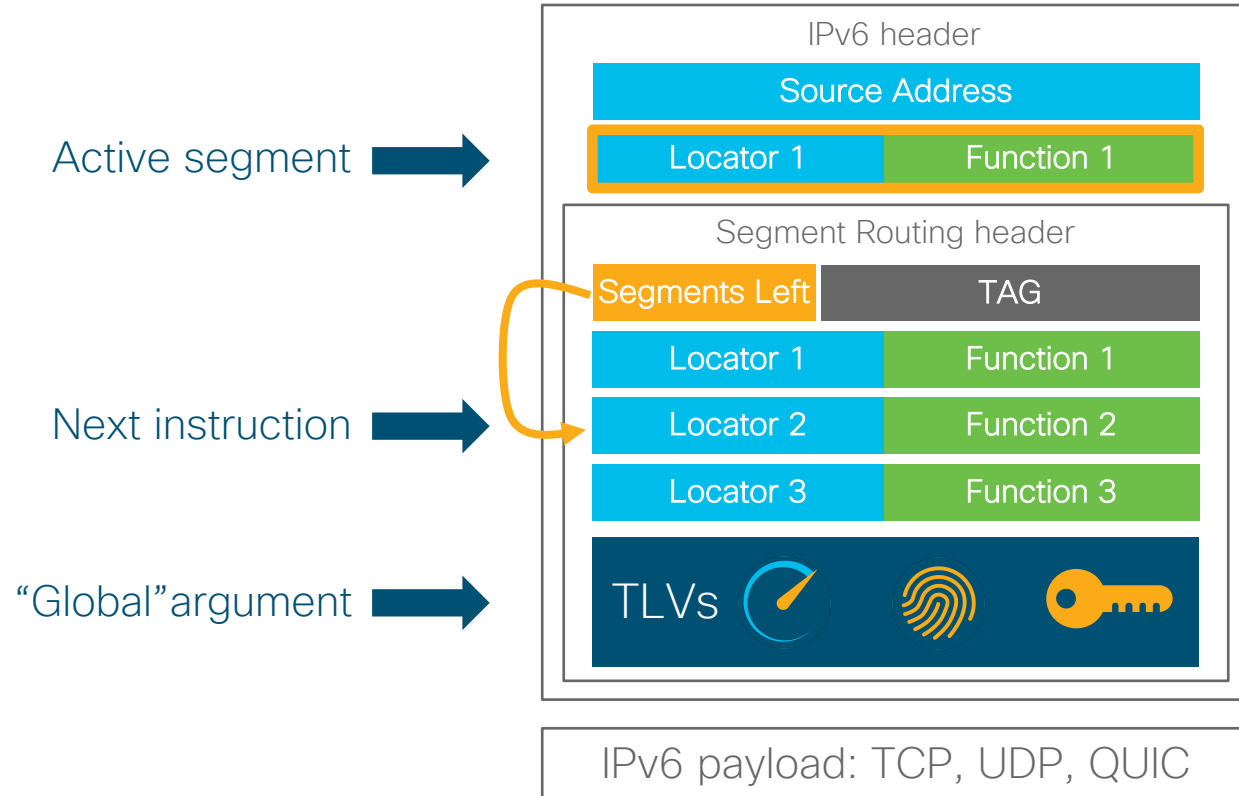 IPv6 header
Source Address
Active segment
Locator 1 Function 1
Segment Routing header
Segments Left TAG
Locator 1 Function 1
Next instruction
Locator 2 Function 2
Locator 3 Function 3
“Global”argument
TLVs
IPv6 payload: TCP, UDP, QUIC